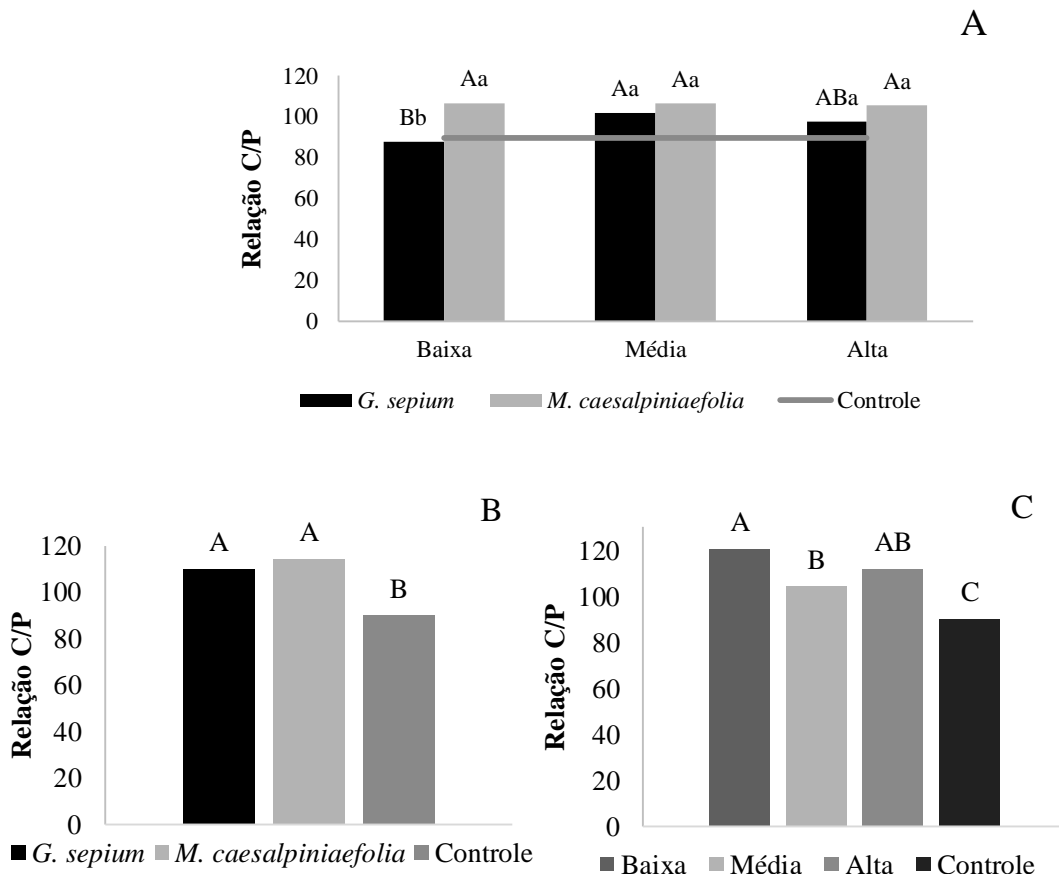 A
Relação C/P
120
100
80
60
40
20
0
Bb Aa Aa Aa ABa Aa
Baixa Média Alta
G. sepium M. caesalpiniaefolia Controle
B
Relação C/P
120
100
80
60
40
20
0
A A B
G. sepium M. caesalpiniaefolia Controle
C
Relação C/P
120
100
80
60
40
20
0
A B AB C
Baixa Média Alta Controle